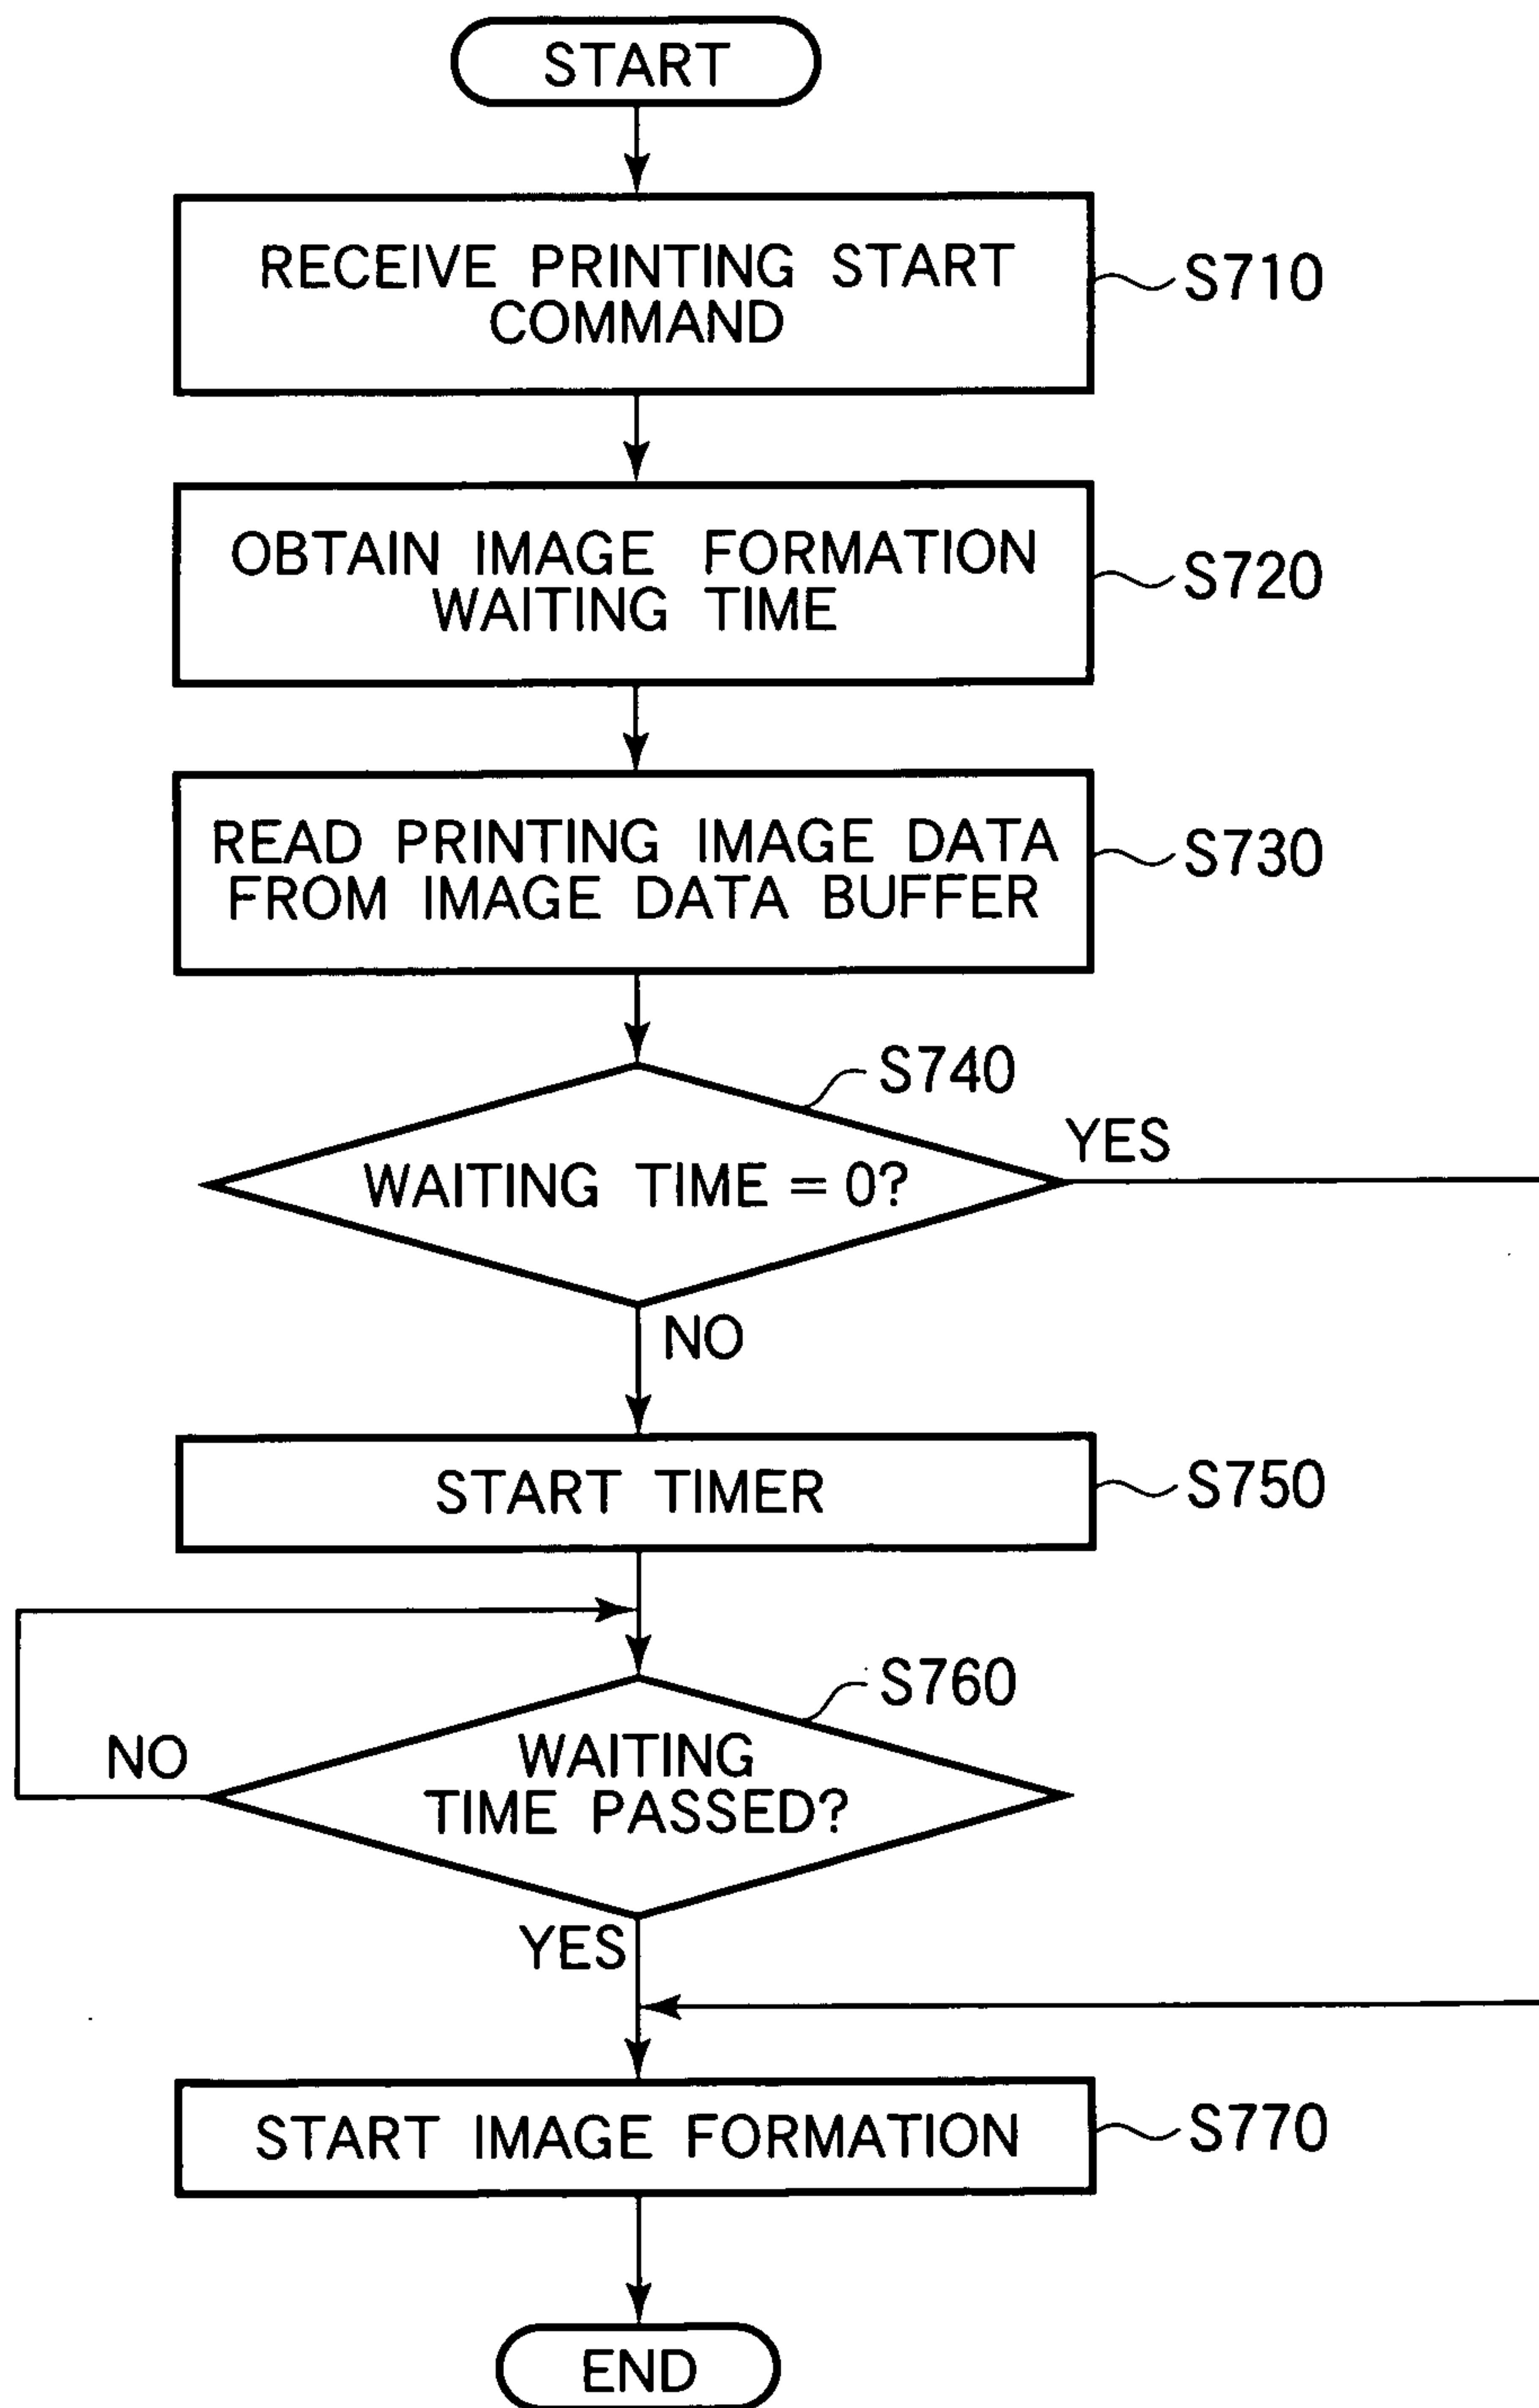 START
RECEIVE PRINTING START
COMMAND
S710
OBTAIN IMAGE FORMATION
WAITING TIME
S720
READ PRINTING IMAGE DATA
FROM IMAGE DATA BUFFER
S730
S740
YES
WAITING TIME = 0?
NO
START TIMER
S750
S760
NO
WAITING
TIME PASSED?
YES
START IMAGE FORMATION
S770
END